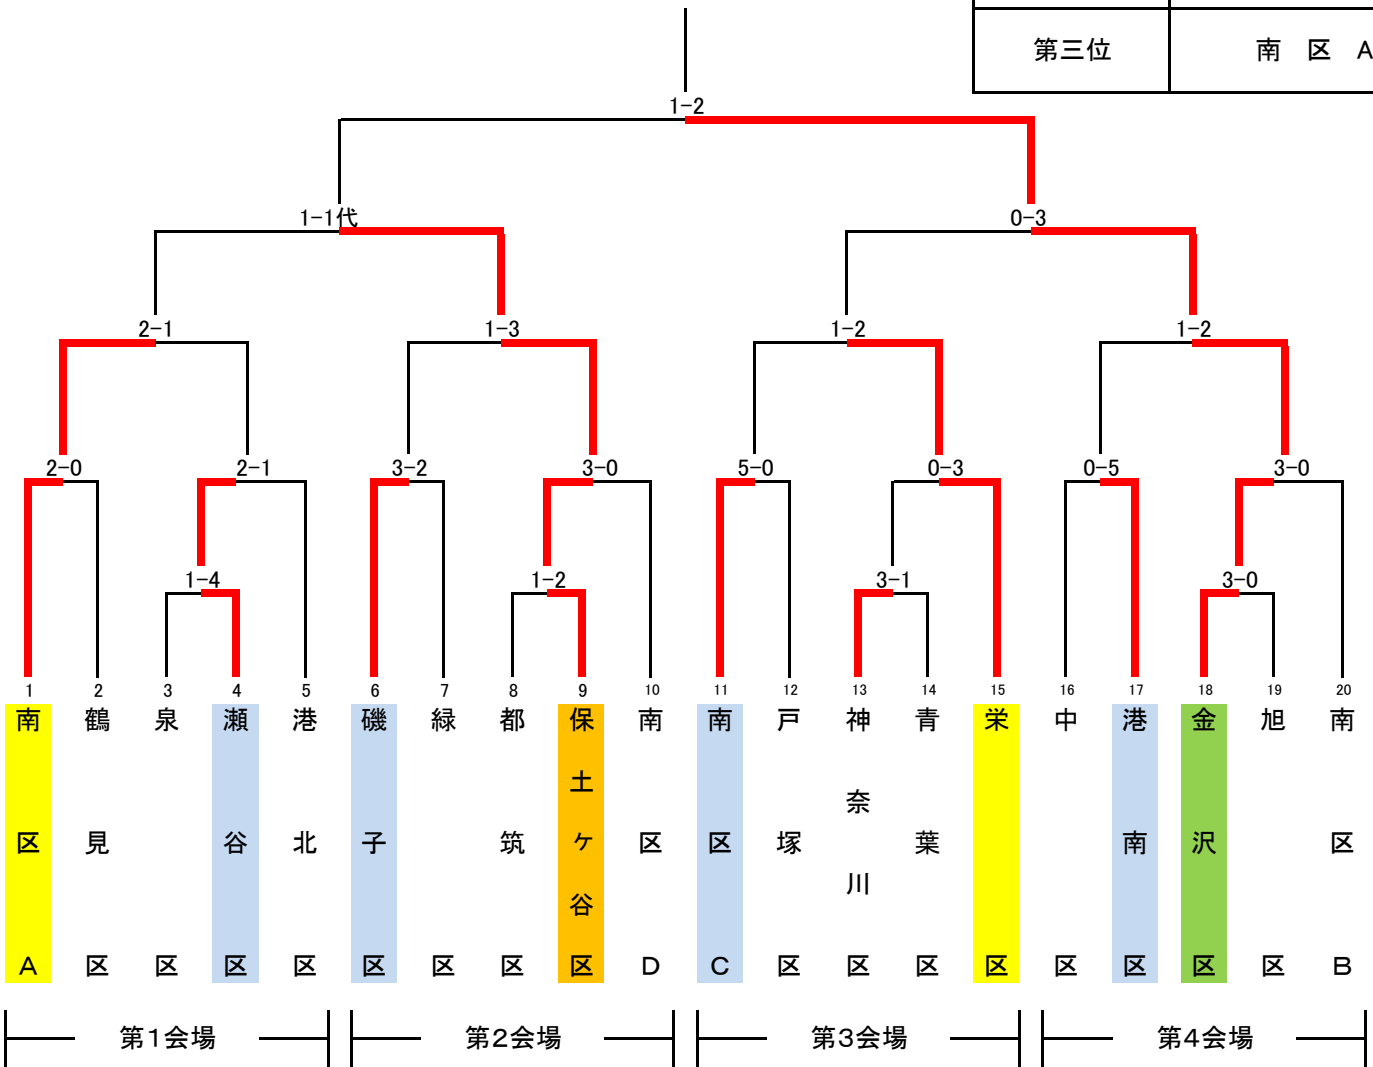 第三位 南 区 A
1-2
1-1代 0-3
2-1 1-3 1-2 1-2
2-0 2-1 3-2 3-0 5-0 0-3 0-5 3-0
1-4 1-2 3-1 3-0
1 2 3 4 5 6 7 8 9 10 11 12 13 14 15 16 17 18 19 20
南区A
鶴見区
泉区
瀬谷区
港北区
磯子区
緑区
都筑区
保土ケ谷区
南区D
南区C
戸塚区
神奈川区
青葉区
栄区
中区
港南区
金沢区
旭区
南区B
第1会場 第2会場 第3会場 第4会場